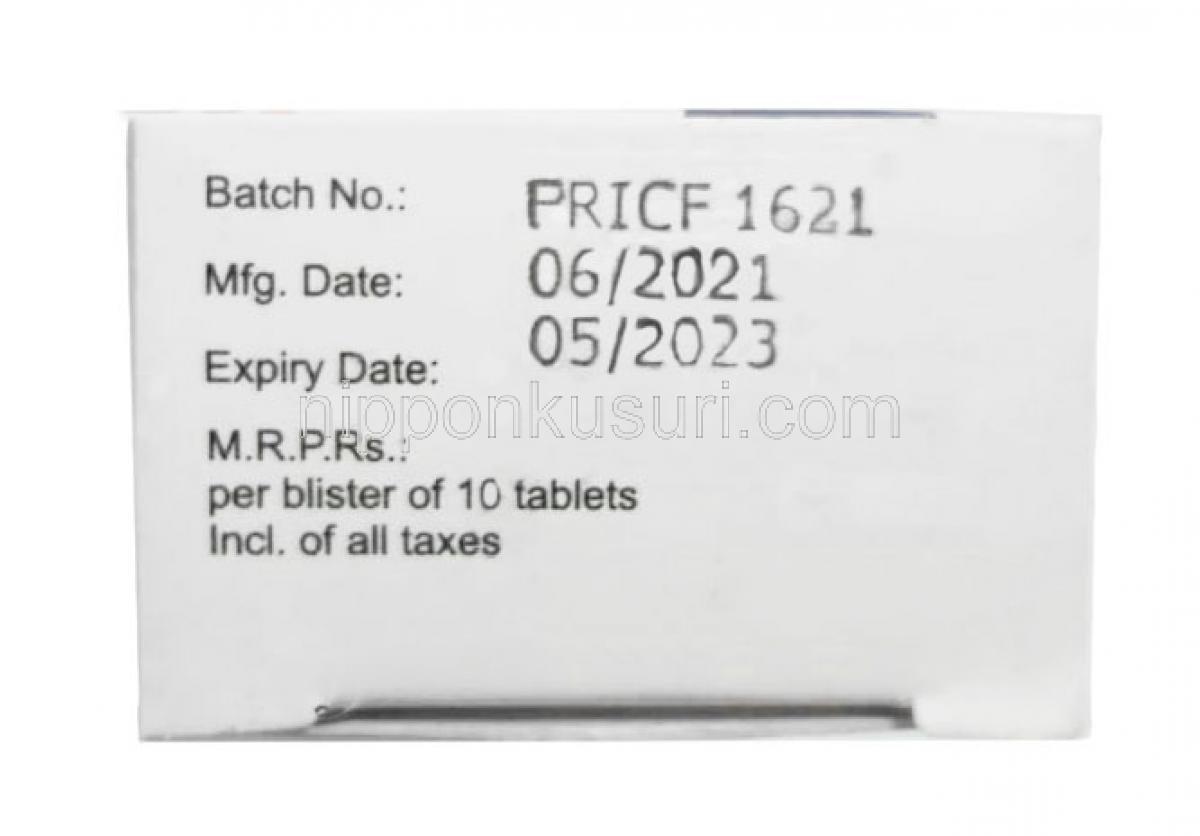 Batch No.: PRICF 1621
Mfg. Date: 06/2021
Expiry Date: 05/2023
nipponkusuri.com
M.R.P.Rs.:
per blister of 10 tablets
Incl. of all taxes